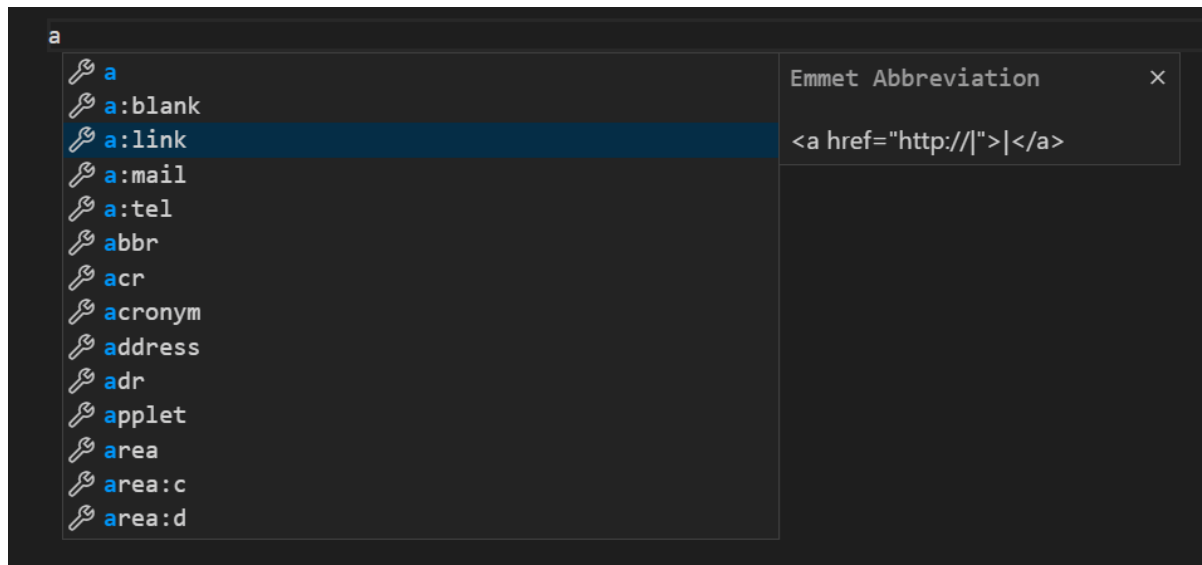 a
a
a:blank
a:link
a:mail
a:tel
abbr
acr
acronym
address
adr
applet
area
area:c
area:d
Emmet Abbreviation
<a href="http://|">|</a>